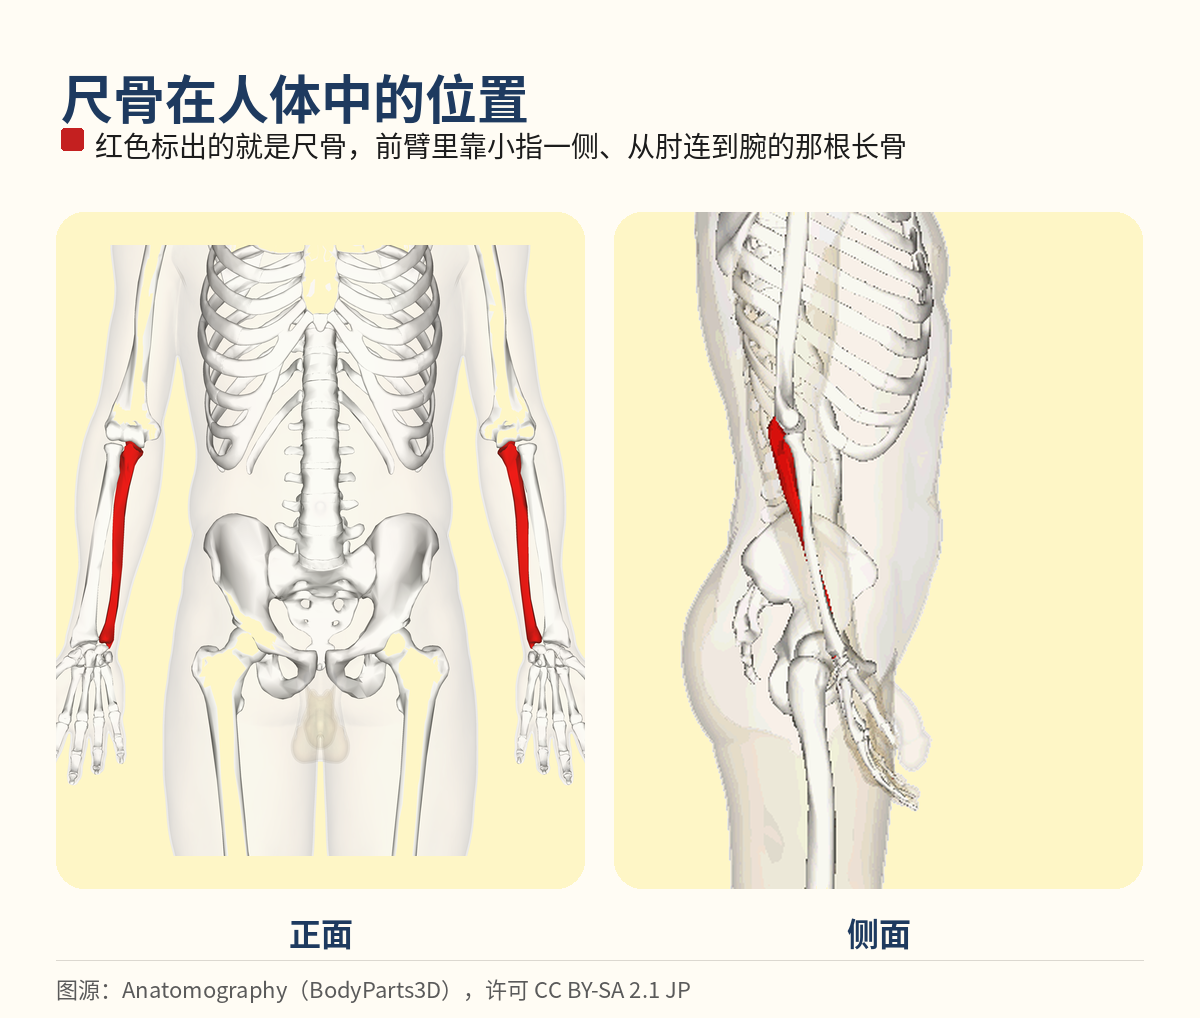 尺骨在人体中的位置
红色标出的就是尺骨，前臂里靠小指一侧、从肘连到腕的那根长骨
正面
侧面
图源：Anatomography（BodyParts3D），许可 CC BY-SA 2.1 JP